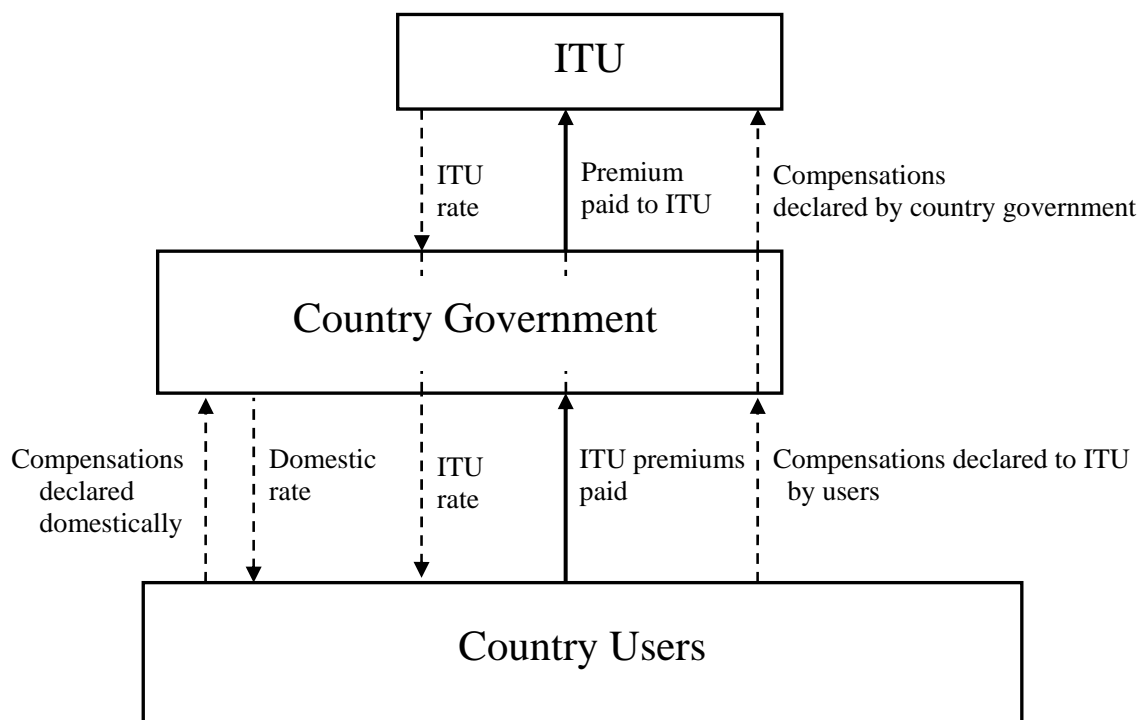 ITU
ITU
rate
Premium
paid to ITU
Compensations
declared by country government
Country Government
Compensations
declared
domestically
Domestic
rate
ITU
rate
ITU premiums
paid
Compensations declared to ITU
by users
Country Users